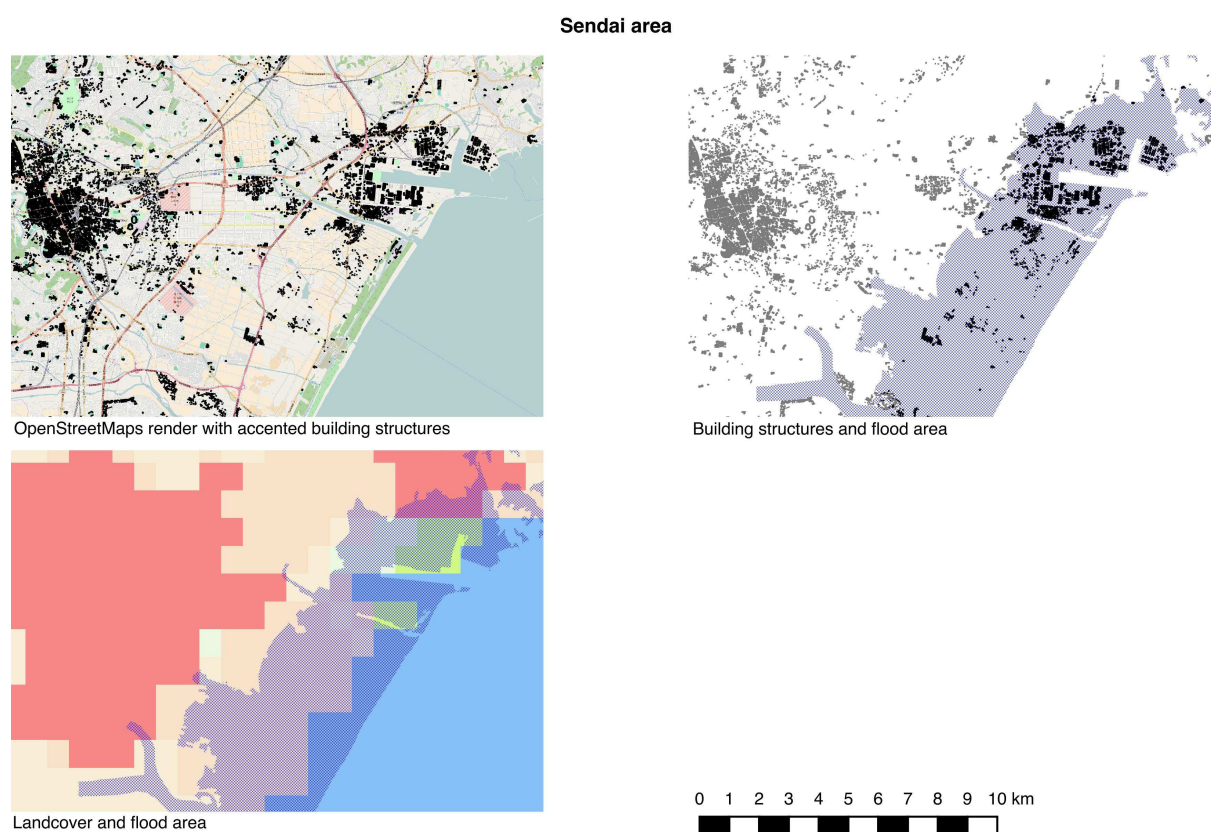 Sendai area
OpenStreetMaps render with accented building structures
Building structures and flood area
Landcover and flood area
0 1 2 3 4 5 6 7 8 9 10 km